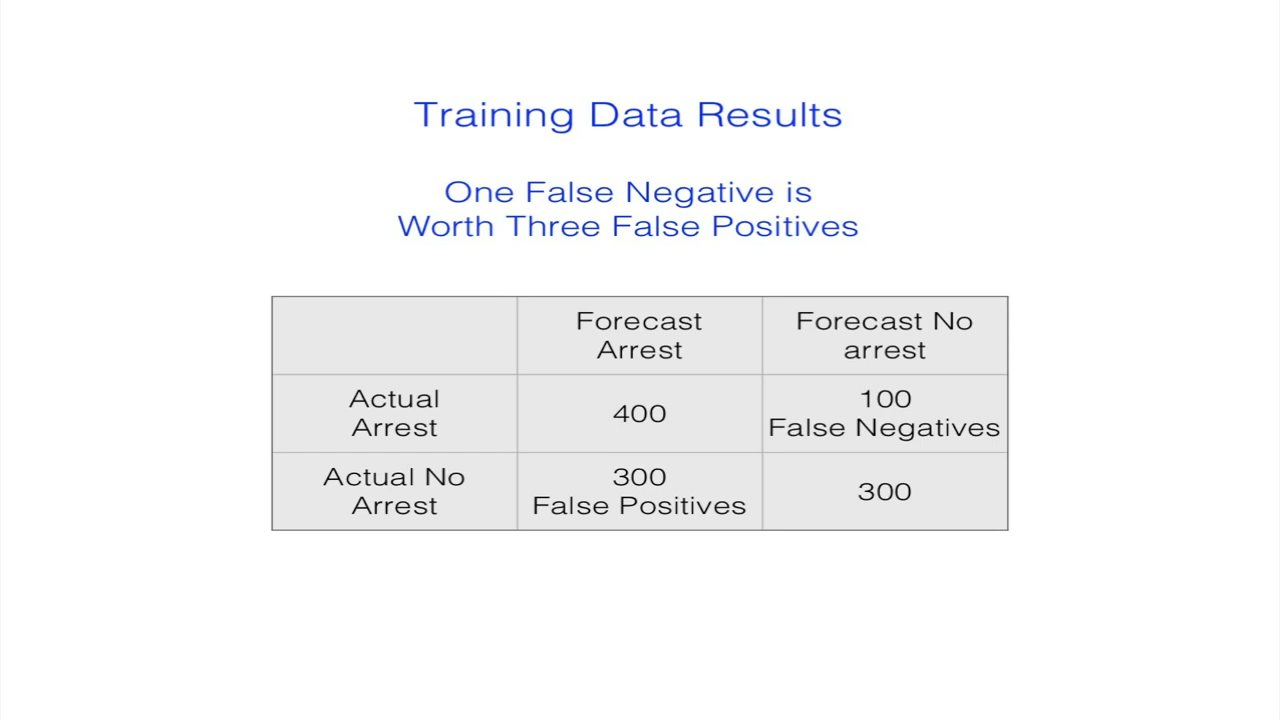 Training Data Results
One False Negative is
Worth Three False Positives
Forecast
Arrest
Forecast No
arrest
Actual
Arrest
400
100
False Negatives
Actual No
Arrest
300
False Positives
300